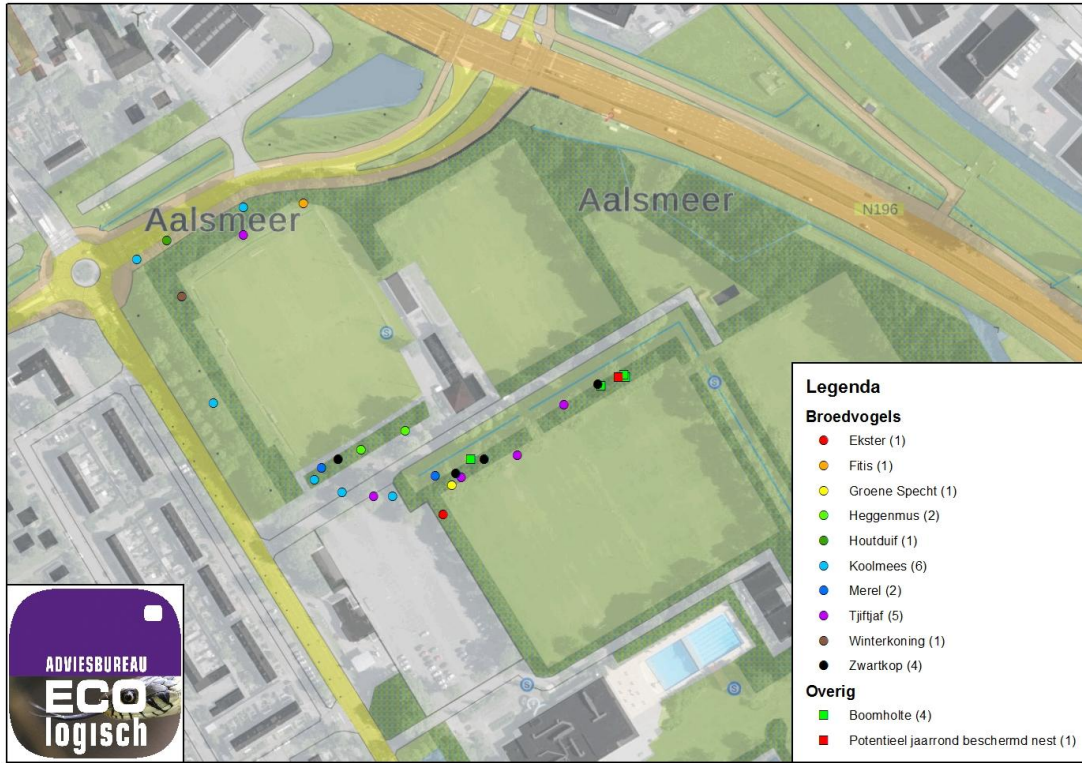 Aalsmeer
Aalsmeer
N196
S
S
S
S
Legenda
Broedvogels
Ekster (1)
Fitis (1)
Groene Specht (1)
Heggenmus (2)
Houtduif (1)
Koolmees (6)
Merel (2)
Tjiftjaf (5)
Winterkoning (1)
Zwartkop (4)
Overig
Boomholte (4)
Potentieel jaarrond beschermd nest (1)
ADVIESBUREAU
ECO
logisch